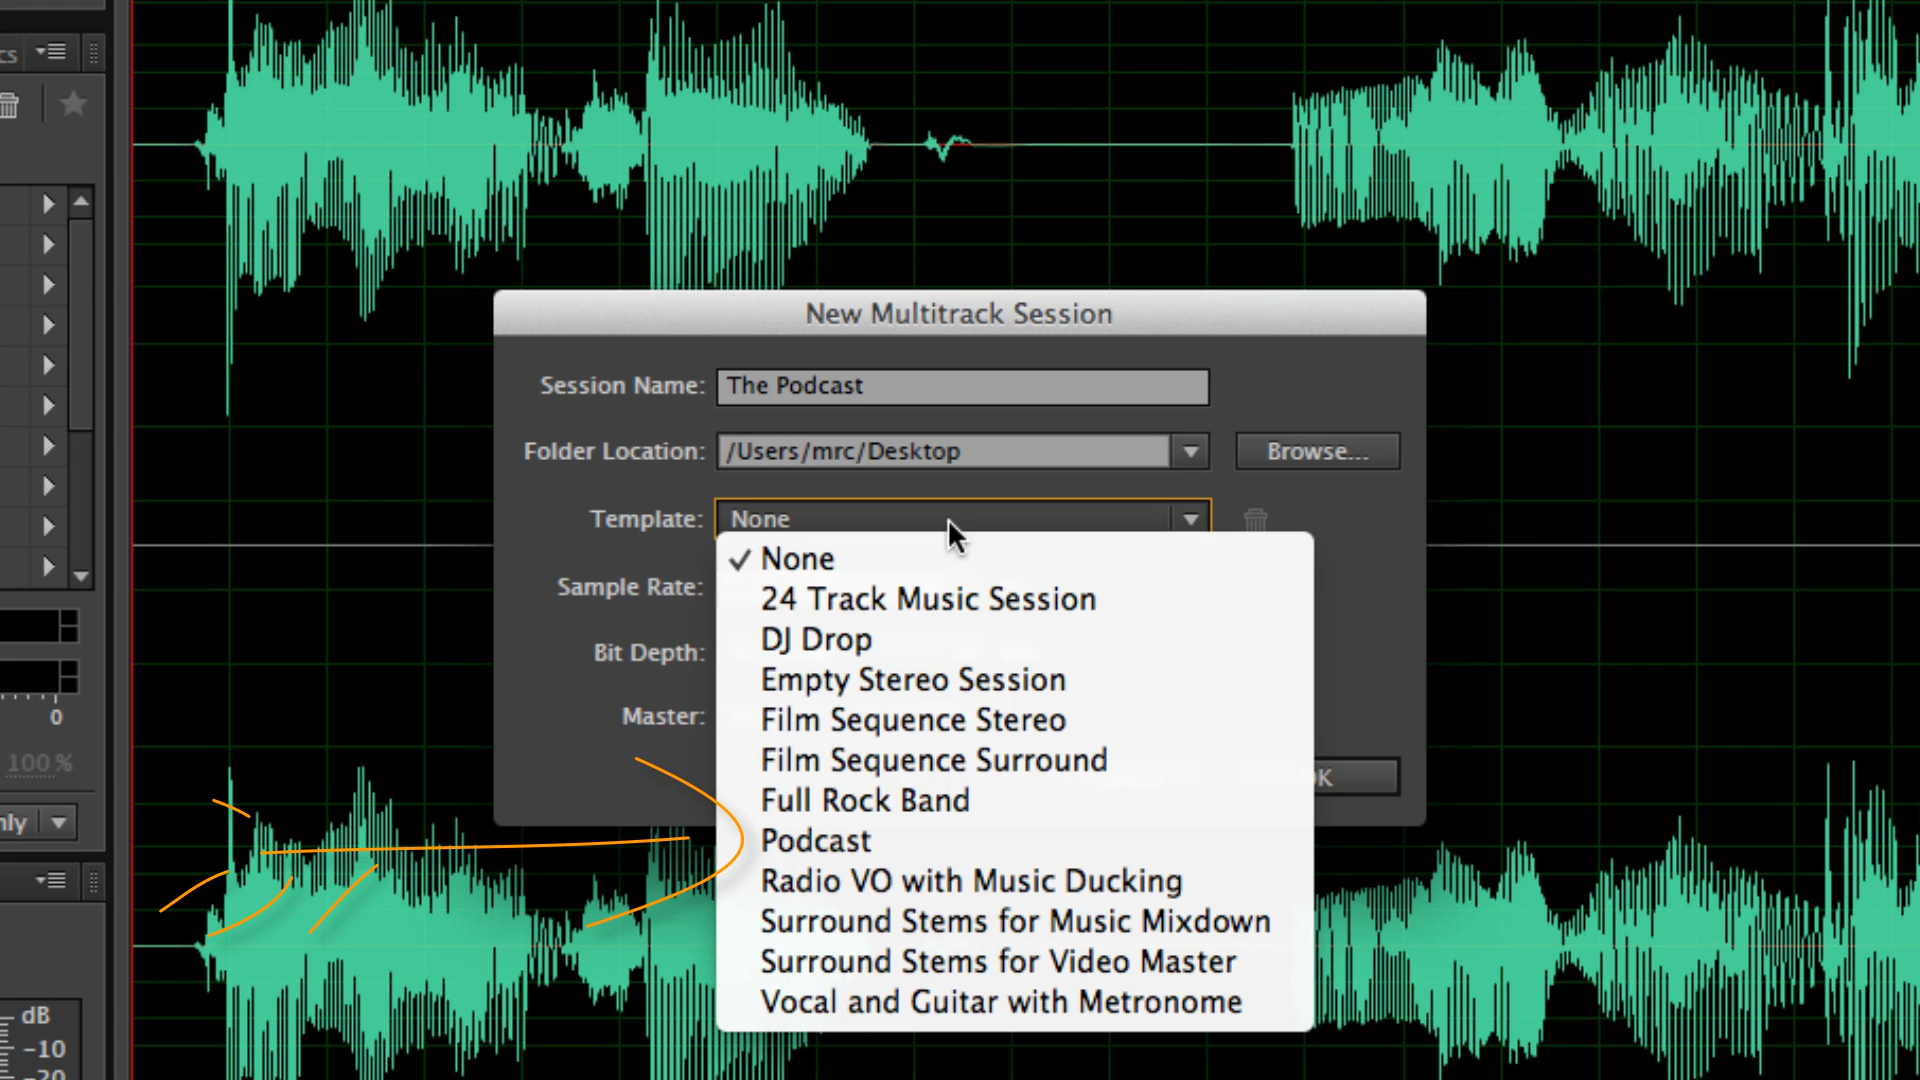 New Multitrack Session
Session Name: The Podcast
Folder Location: /Users/mrc/Desktop Browse...
Template: None
None
24 Track Music Session
Sample Rate:
DJ Drop
Bit Depth:
Empty Stereo Session
Film Sequence Stereo
Master:
Film Sequence Surround
Full Rock Band
Podcast
Radio VO with Music Ducking
Surround Stems for Music Mixdown
Surround Stems for Video Master
Vocal and Guitar with Metronome
0
100 %
dB
-10
-20